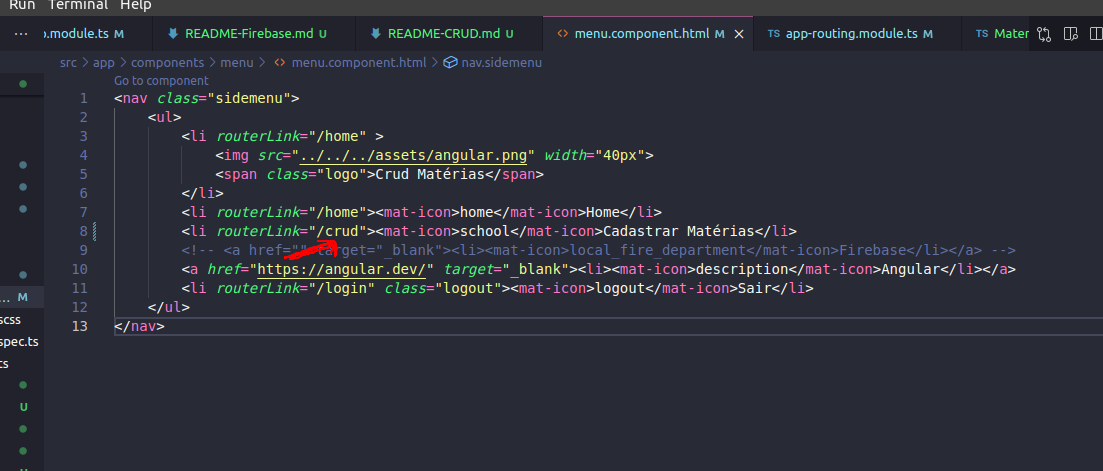 Run Terminal Help
··· o.module.ts M README-Firebase.md U README-CRUD.md U menu.component.html M TS app-routing.module.ts M TS Mater
src > app > components > menu > menu.component.html > nav.sidemenu
Go to component
1 <nav class="sidemenu">
2 <ul>
3 <li routerLink="/home" >
4 <img src="../../../assets/angular.png" width="40px">
5 <span class="logo">Crud Matérias</span>
6 </li>
7 <li routerLink="/home"><mat-icon>home</mat-icon>Home</li>
8 <li routerLink="/crud"><mat-icon>school</mat-icon>Cadastrar Matérias</li>
9 <!-- <a href="" target="_blank"><li><mat-icon>local_fire_department</mat-icon>Firebase</li></a> -->
10 <a href="https://angular.dev/" target="_blank"><li><mat-icon>description</mat-icon>Angular</li></a>
11 <li routerLink="/login" class="logout"><mat-icon>logout</mat-icon>Sair</li>
12 </ul>
13 </nav>
... M
scss
spec.ts
ts
U
U